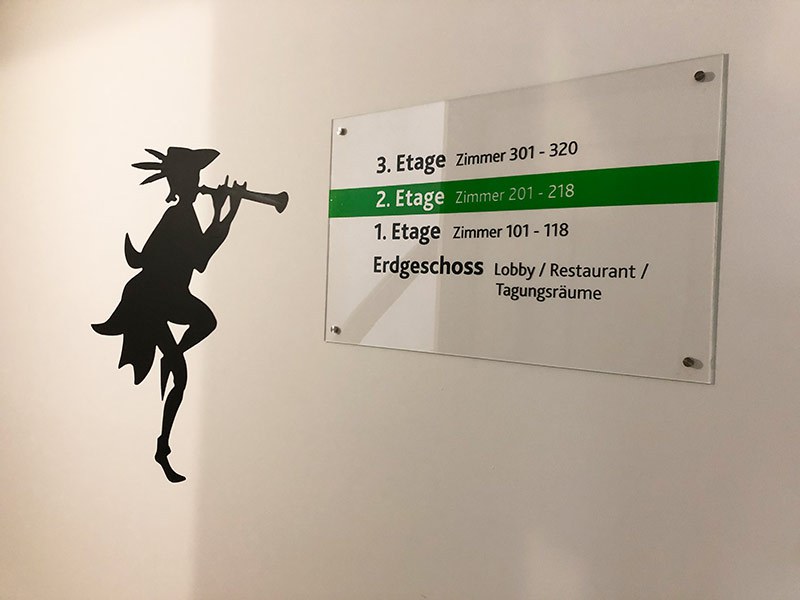 3. Etage Zimmer 301 - 320
2. Etage Zimmer 201 - 218
1. Etage Zimmer 101 - 118
Erdgeschoss Lobby / Restaurant /
Tagungsräume